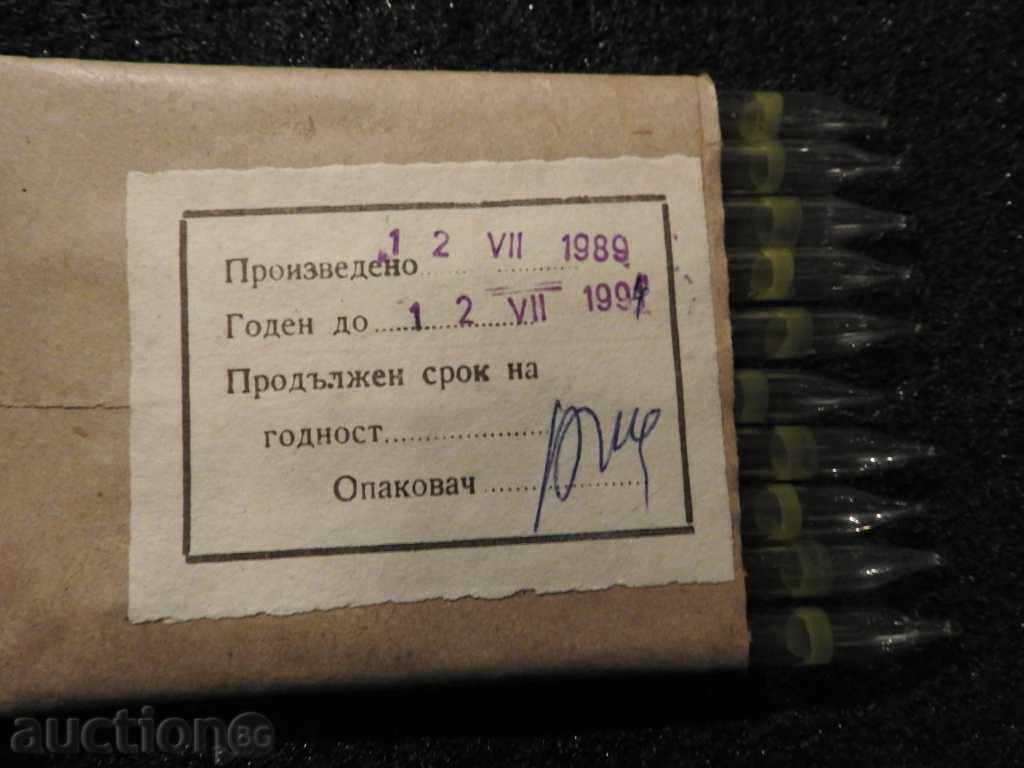 Произведено 12 VII 1989
Годен до 12 VII 1994
Продължен срок на
годност
Опаковач
auction BG